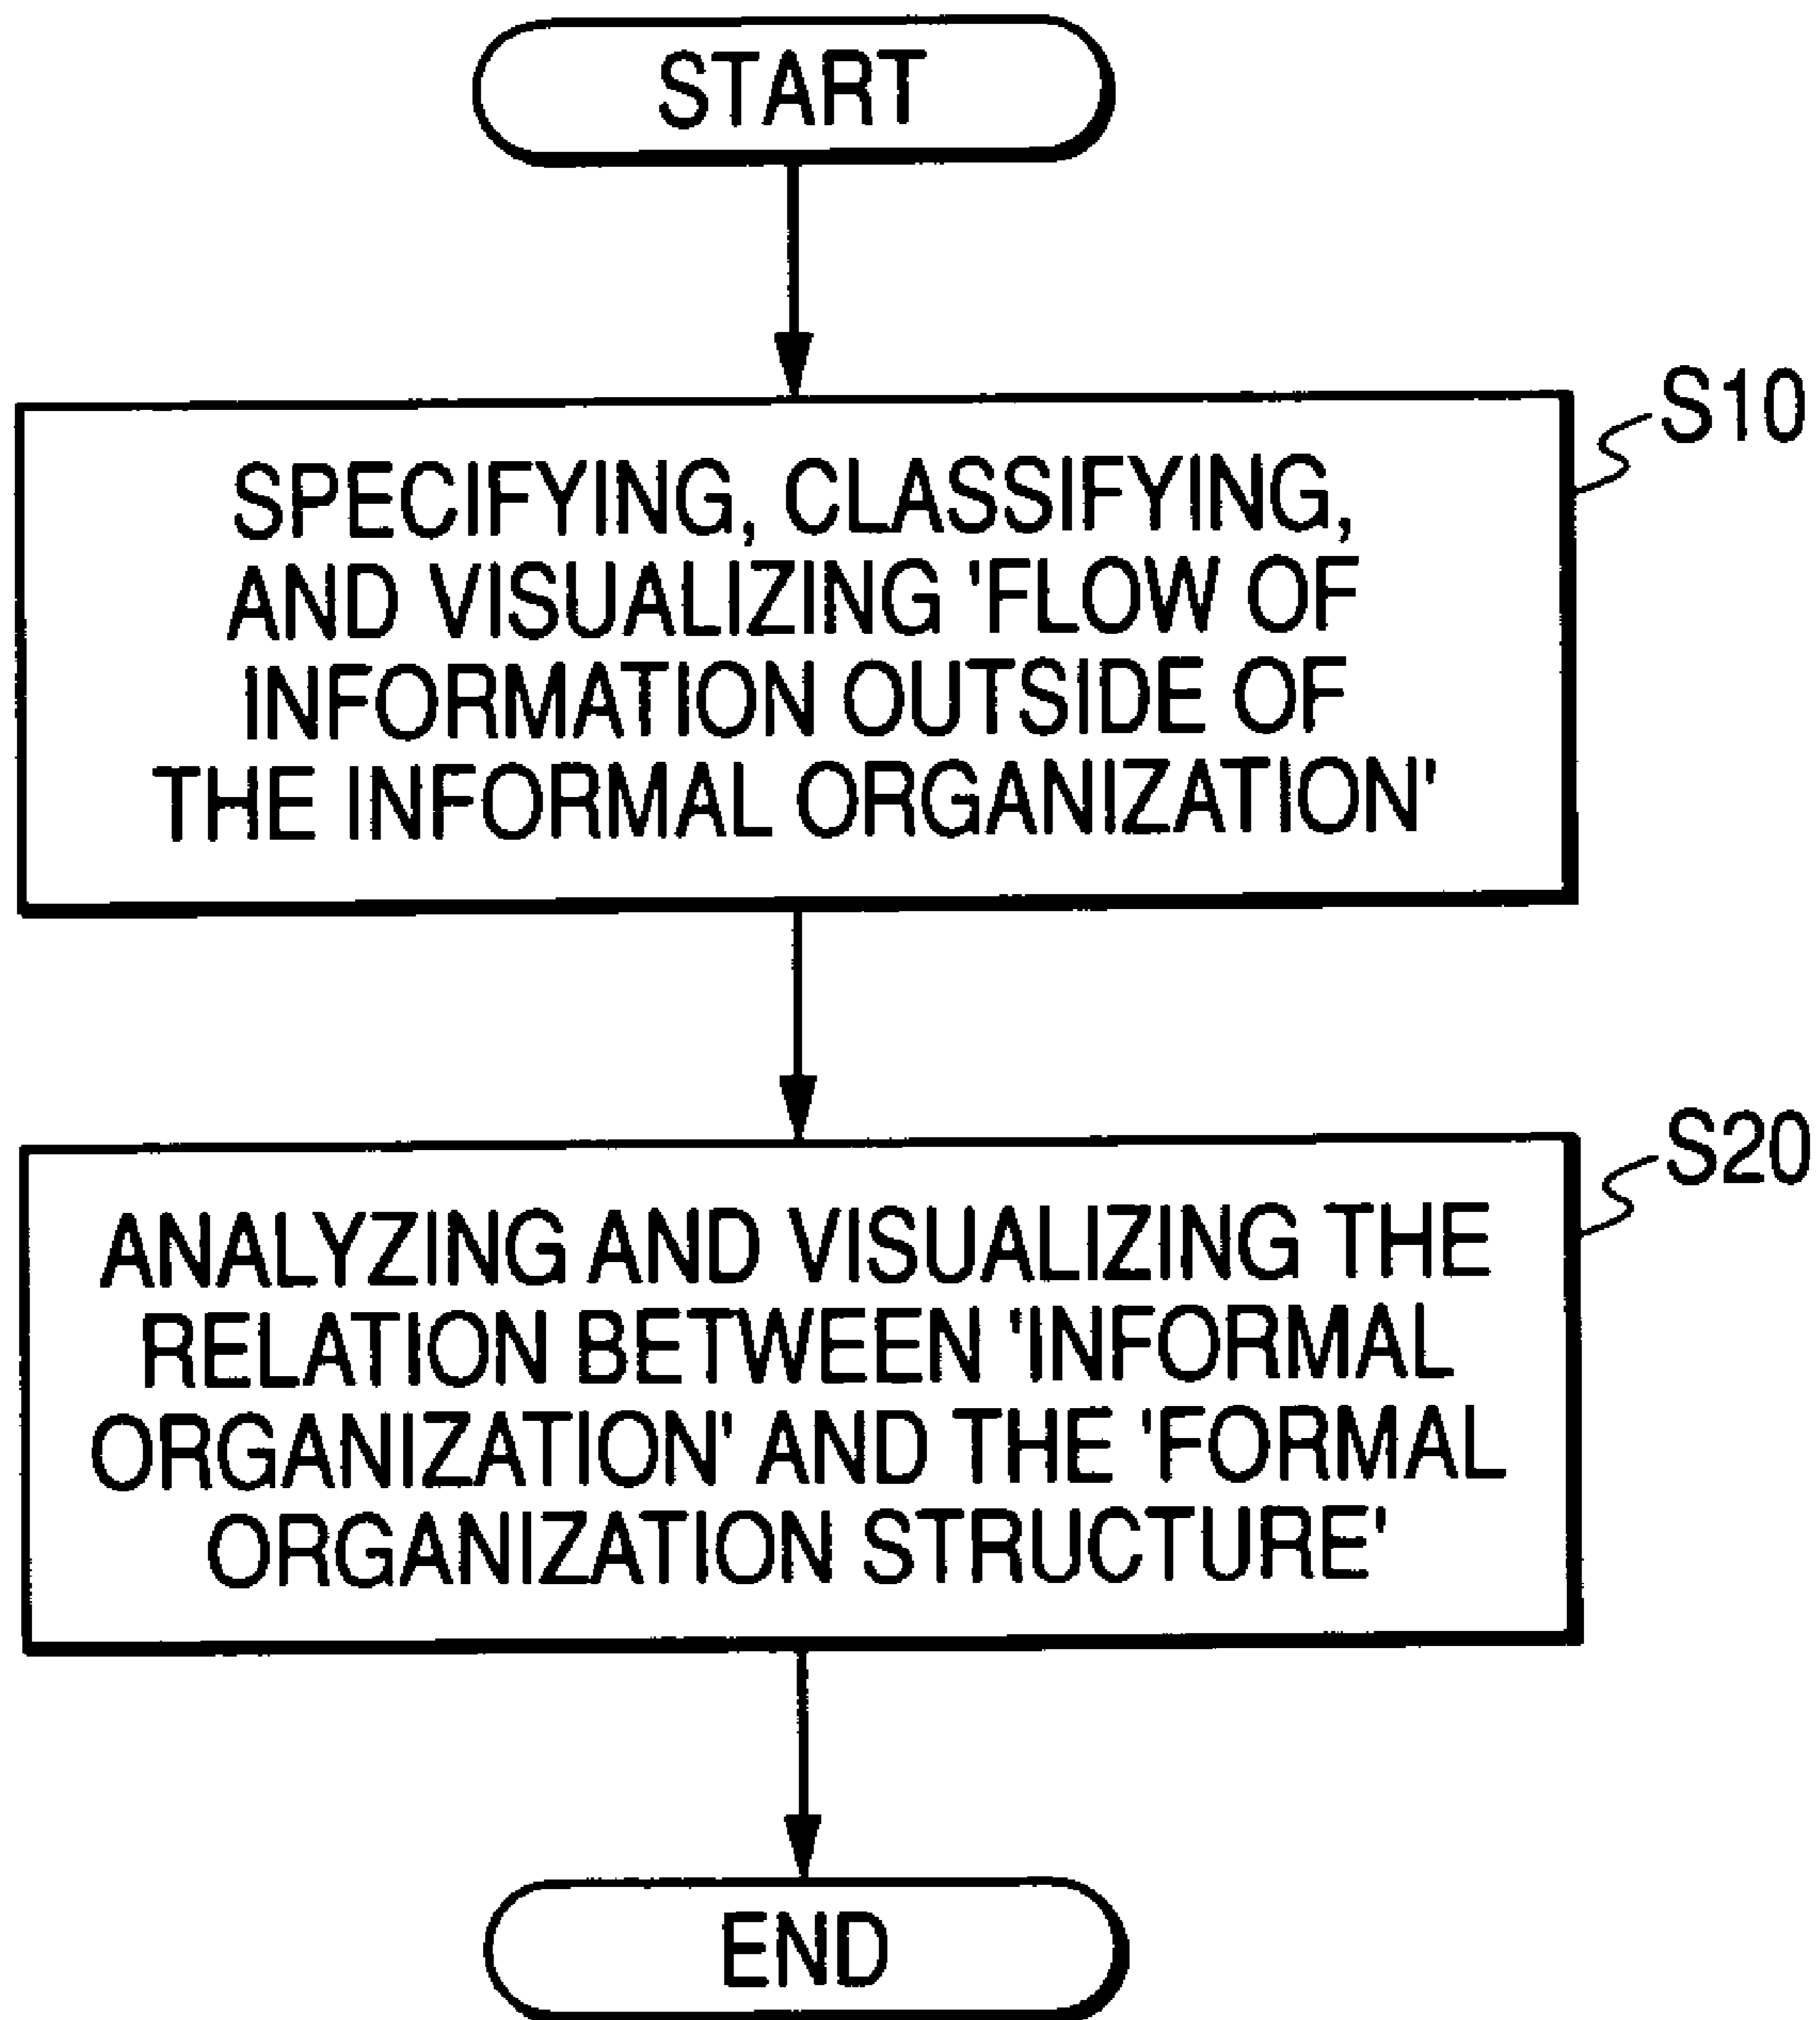 START
S10
SPECIFYING, CLASSIFYING,
AND VISUALIZING 'FLOW OF
INFORMATION OUTSIDE OF
THE INFORMAL ORGANIZATION'
S20
ANALYZING AND VISUALIZING THE
RELATION BETWEEN 'INFORMAL
ORGANIZATION' AND THE 'FORMAL
ORGANIZATION STRUCTURE'
END